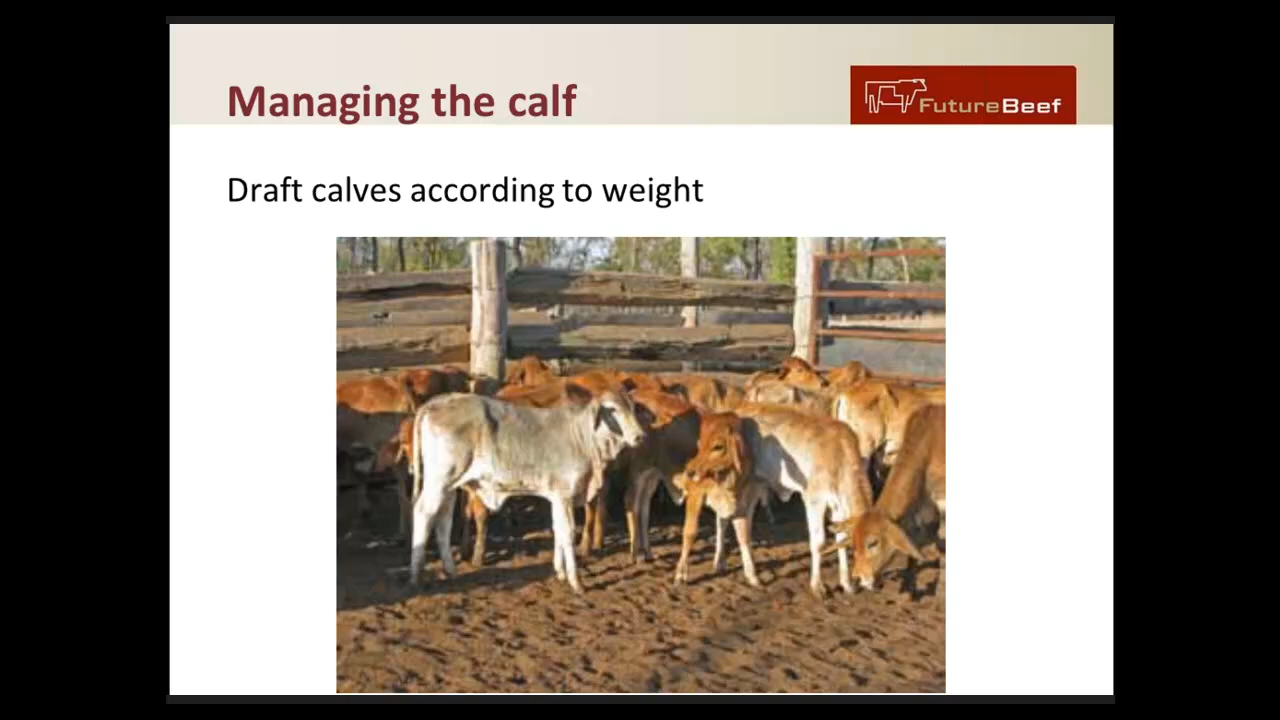 Managing the calf
FutureBeef
Draft calves according to weight